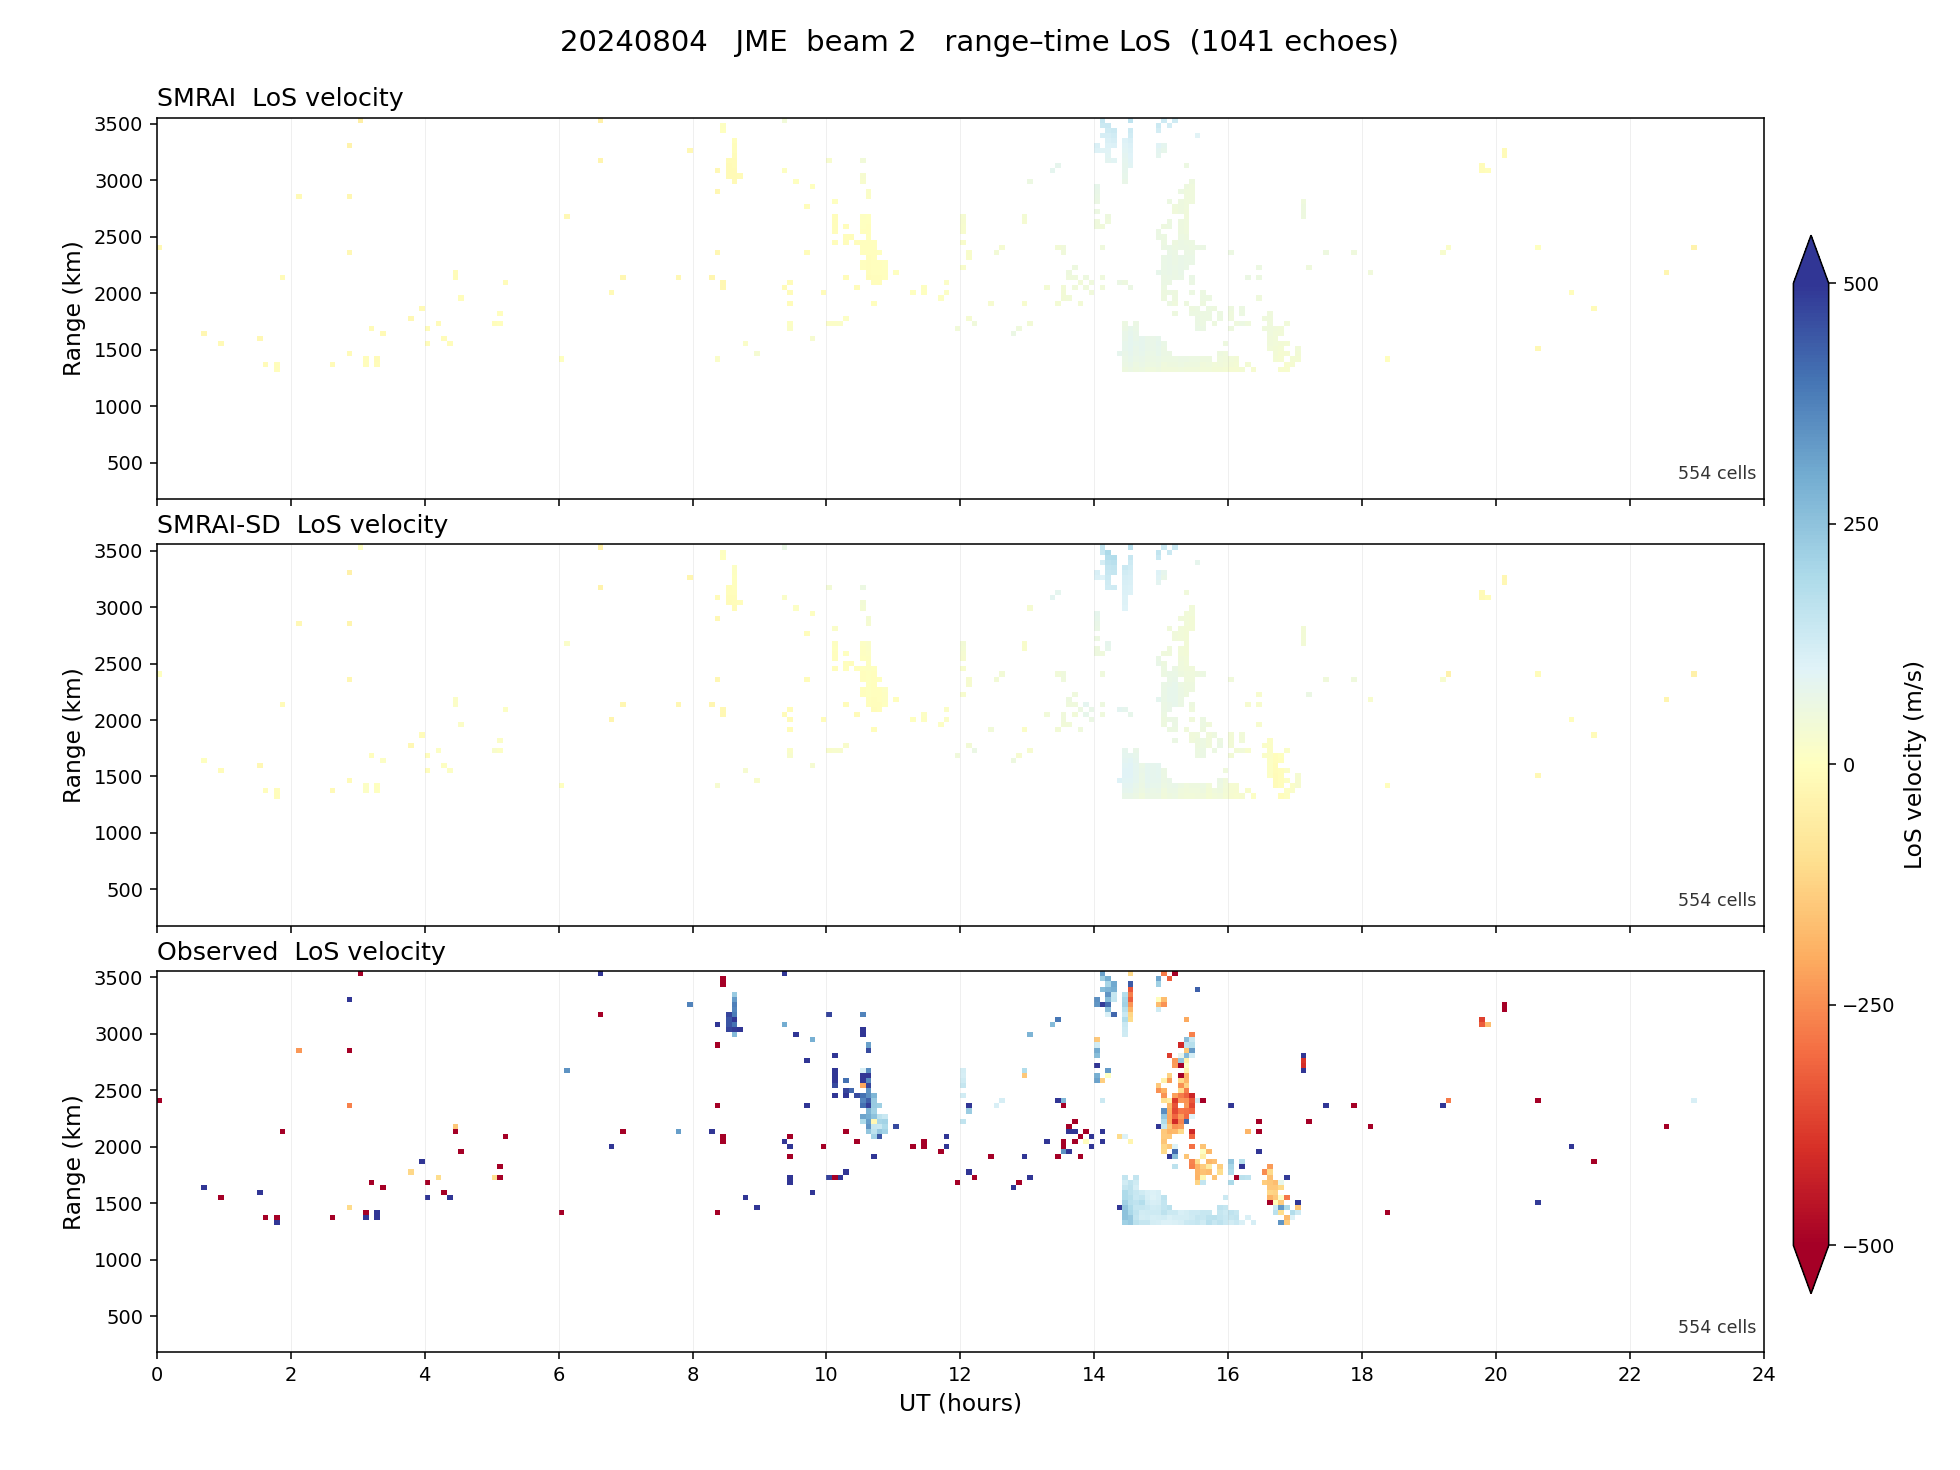 20240804   JME  beam 2   range–time LoS  (1041 echoes)
SMRAI  LoS velocity
3500
3000
2500
2000
1500
1000
500
Range (km)
554 cells
SMRAI-SD  LoS velocity
3500
3000
2500
2000
1500
1000
500
Range (km)
554 cells
Observed  LoS velocity
3500
3000
2500
2000
1500
1000
500
Range (km)
554 cells
0 2 4 6 8 10 12 14 16 18 20 22 24
UT (hours)
500
250
0
−250
−500
LoS velocity (m/s)